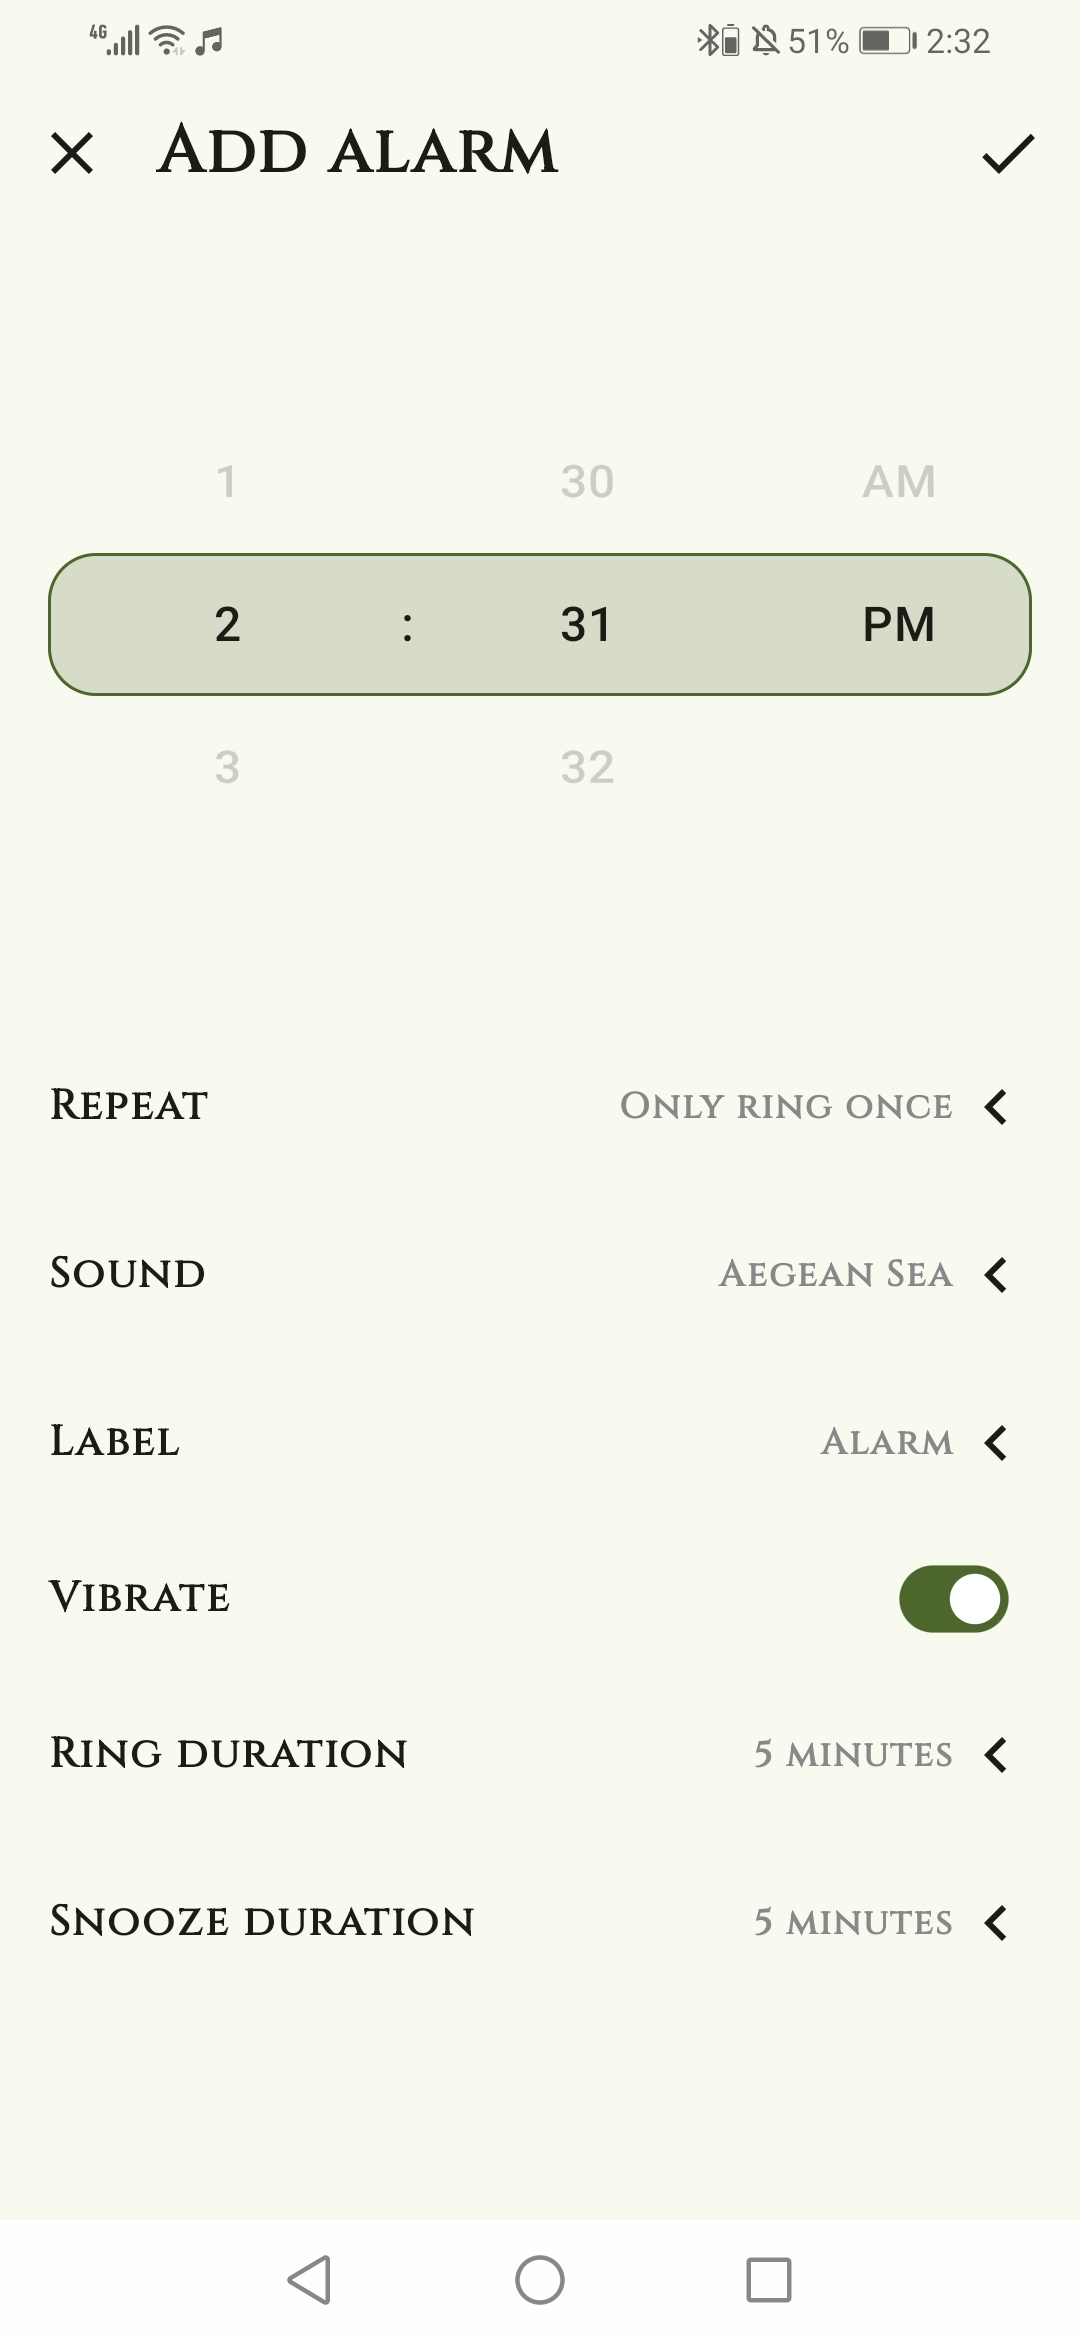 4G 51% 2:32
Add alarm
1 30 AM
2 : 31 PM
3 32
Repeat Only ring once
Sound Aegean Sea
Label Alarm
Vibrate
Ring duration 5 minutes
Snooze duration 5 minutes